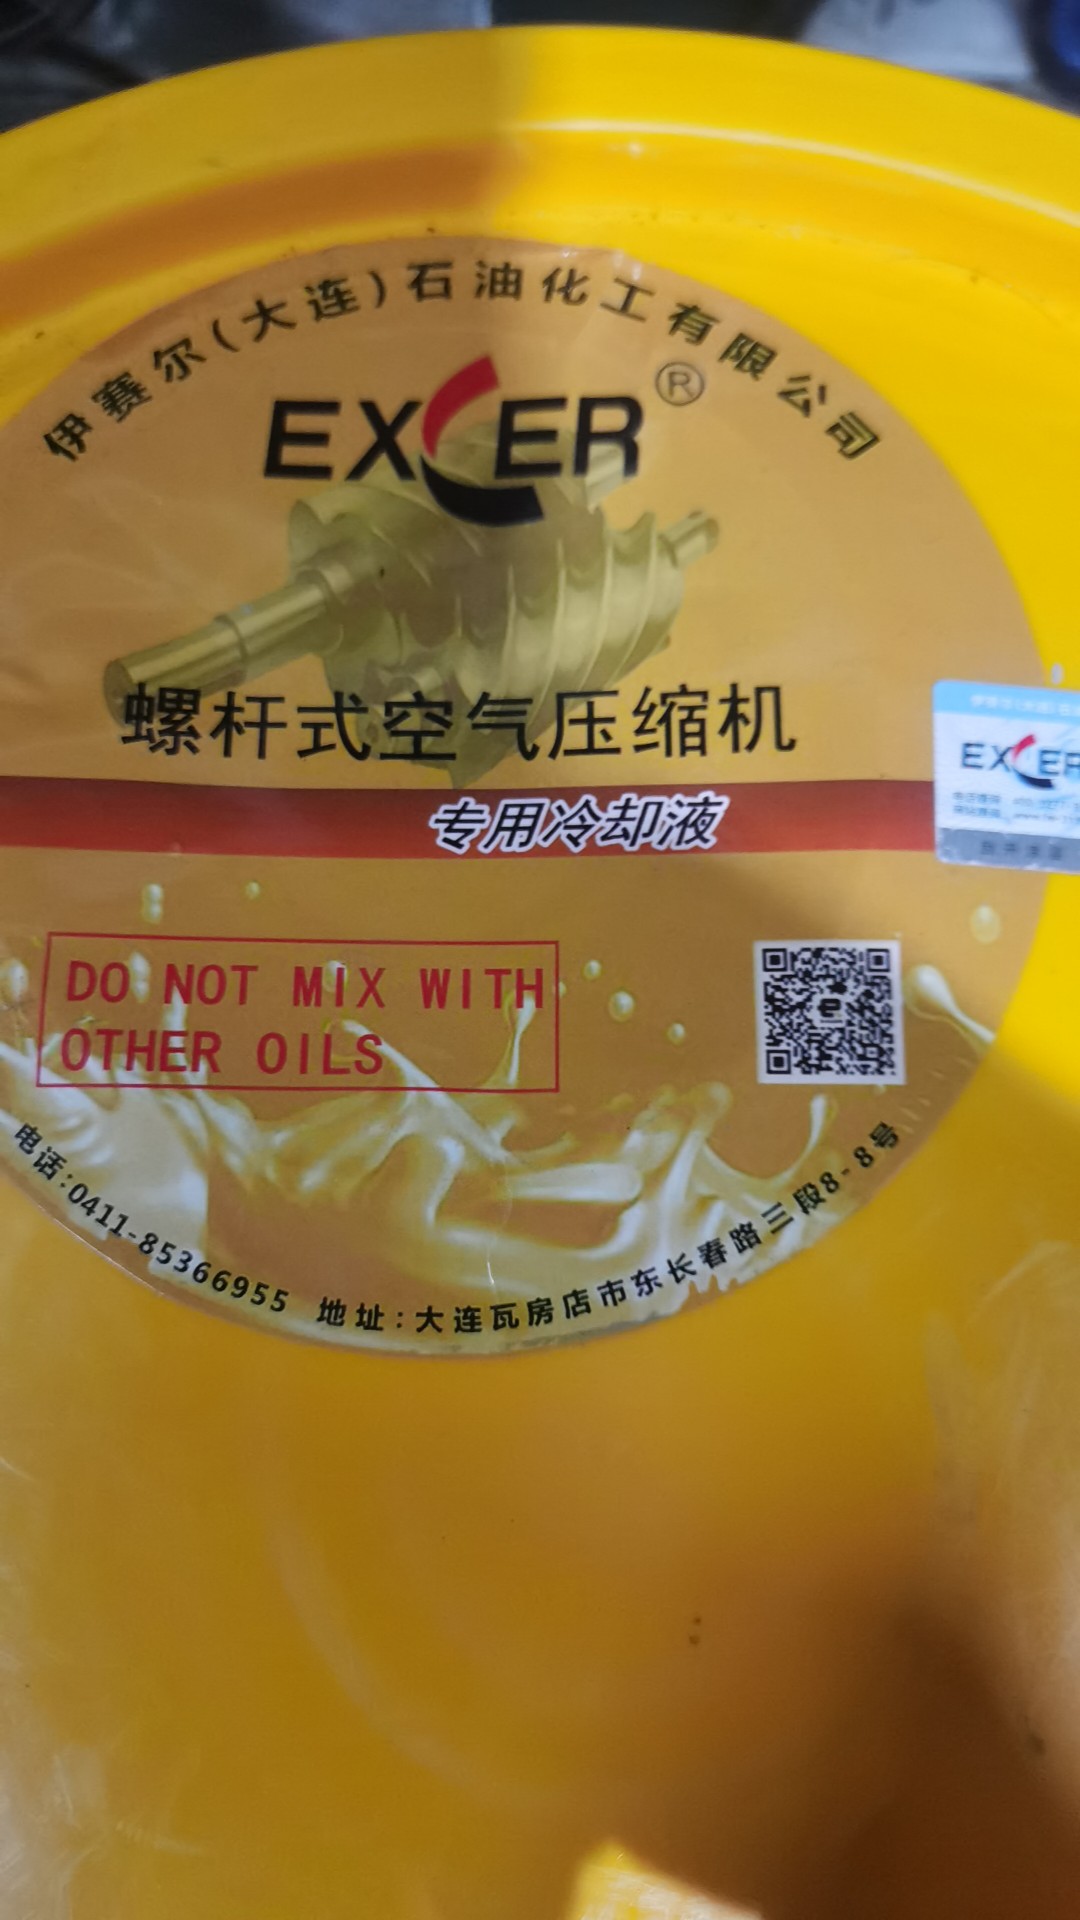 伊赛尔(大连)石油化工有限公司
EXCER®
螺杆式空气压缩机
专用冷却液
EXCER
DO NOT MIX WITH
OTHER OILS
电话:0411-85366955 地址:大连瓦房店市东长春路三段8-8号